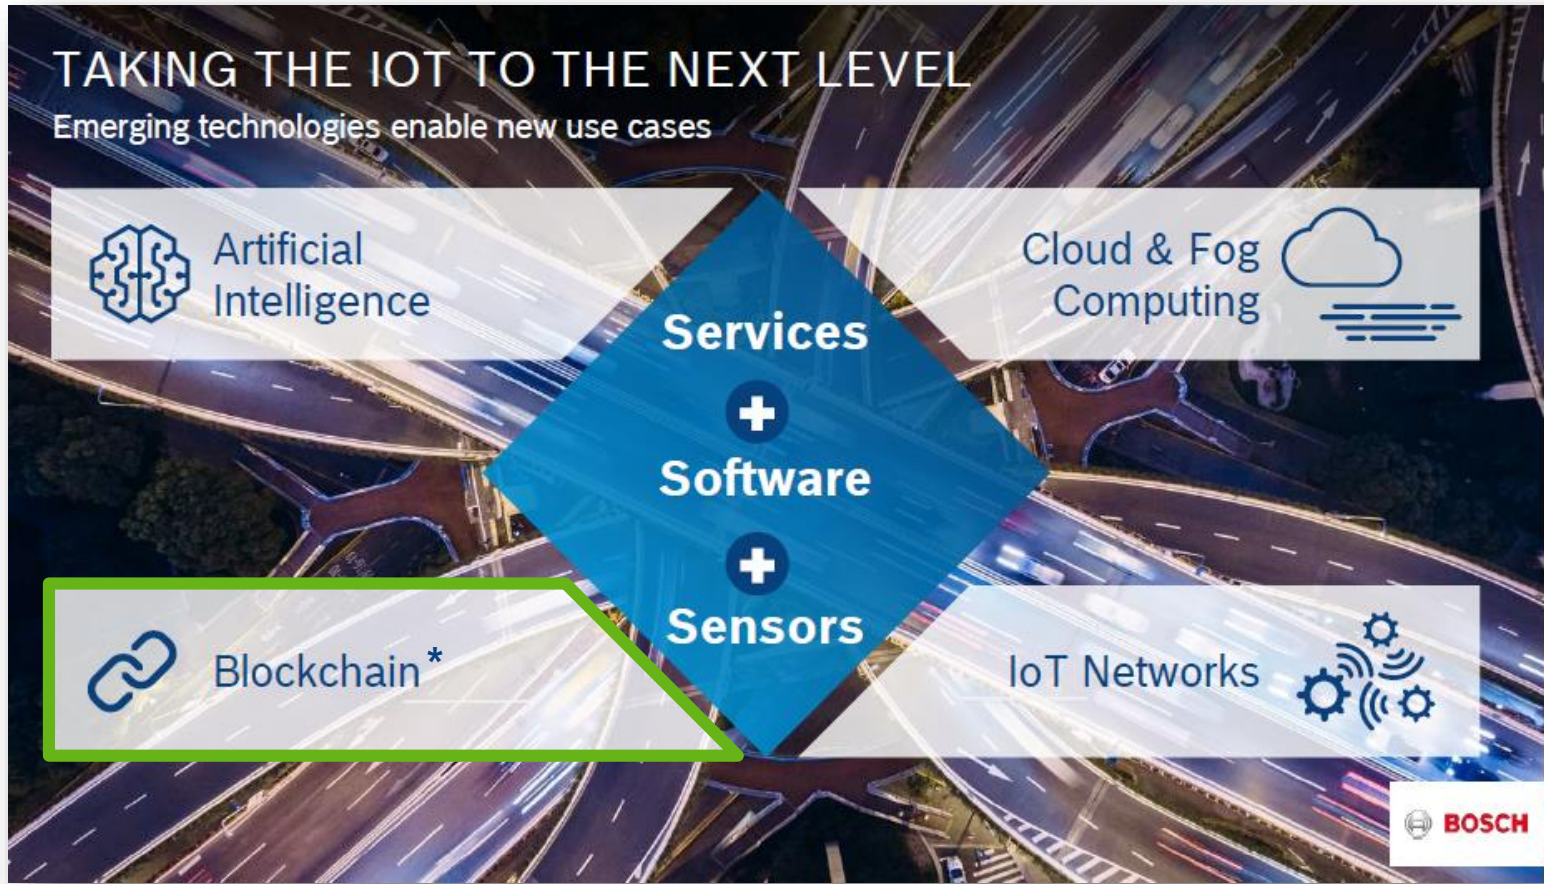 TAKING THE IOT TO THE NEXT LEVEL
Emerging technologies enable new use cases
Artificial
Intelligence
Cloud & Fog
Computing
Services
Software
Sensors
Blockchain*
IoT Networks
BOSCH